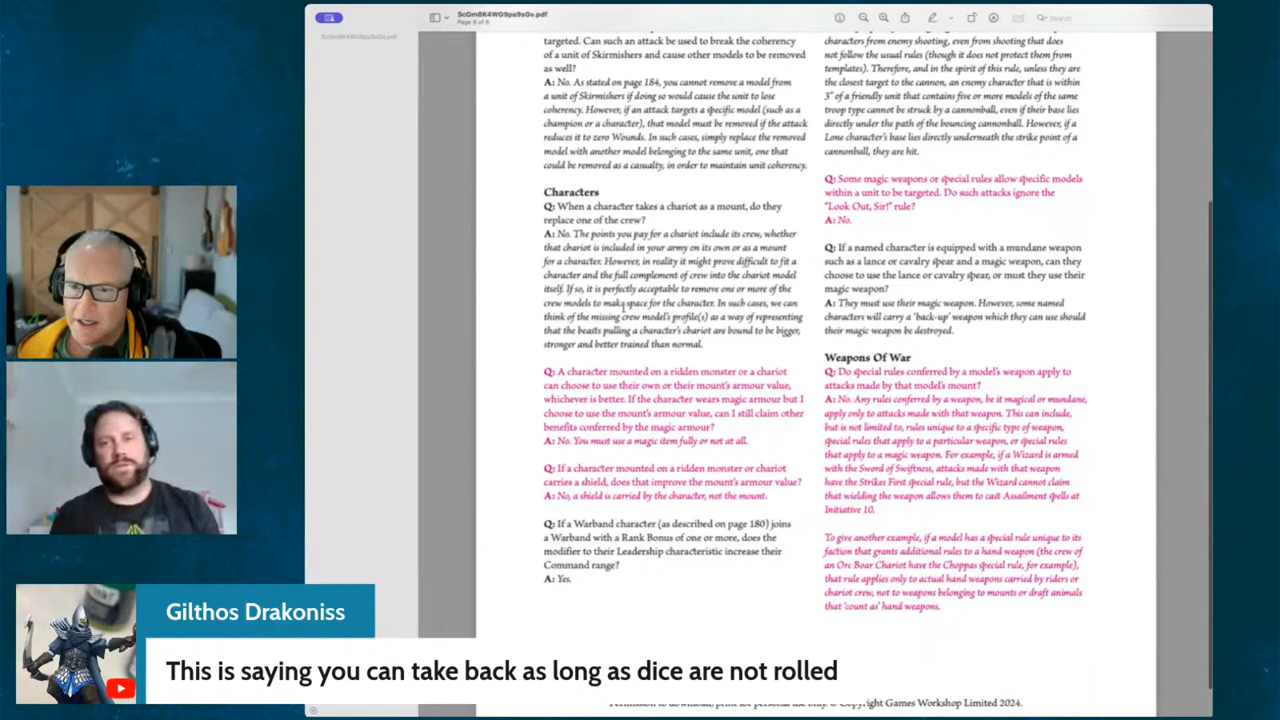 ScGm8K4WG9pa9sGv.pdf
Page 8 of 8
Search
targeted. Can such an attack be used to break the coherency
of a unit of Skirmishers and cause other models to be removed
as well?
A: No. As stated on page 184, you cannot remove a model from
a unit of Skirmishers if doing so would cause the unit to lose
coherency. However, if an attack targets a specific model (such as a
champion or a character), that model must be removed if the attack
reduces it to zero Wounds. In such cases, simply replace the removed
model with another model belonging to the same unit, one that
could be removed as a casualty, in order to maintain unit coherency.
Characters
Q: When a character takes a chariot as a mount, do they
replace one of the crew?
A: No. The points you pay for a chariot include its crew, whether
that chariot is included in your army on its own or as a mount
for a character. However, in reality it might prove difficult to fit a
character and the full complement of crew into the chariot model
itself. If so, it is perfectly acceptable to remove one or more of the
crew models to make space for the character. In such cases, we can
think of the missing crew model's profile(s) as a way of representing
that the beasts pulling a character's chariot are bound to be bigger,
stronger and better trained than normal.
Q: A character mounted on a ridden monster or a chariot
can choose to use their own or their mount's armour value,
whichever is better. If the character wears magic armour but I
choose to use the mount's armour value, can I still claim other
benefits conferred by the magic armour?
A: No. You must use a magic item fully or not at all.
Q: If a character mounted on a ridden monster or chariot
carries a shield, does that improve the mount's armour value?
A: No, a shield is carried by the character, not the mount.
Q: If a Warband character (as described on page 180) joins
a Warband with a Rank Bonus of one or more, does the
modifier to their Leadership characteristic increase their
Command range?
A: Yes.
characters from enemy shooting, even from shooting that does
not follow the usual rules (though it does not protect them from
templates). Therefore, and in the spirit of this rule, unless they are
the closest target to the cannon, an enemy character that is within
3" of a friendly unit that contains five or more models of the same
troop type cannot be struck by a cannonball, even if their base lies
directly under the path of the bouncing cannonball. However, if a
Lone character's base lies directly underneath the strike point of a
cannonball, they are hit.
Q: Some magic weapons or special rules allow specific models
within a unit to be targeted. Do such attacks ignore the
"Look Out, Sir!" rule?
A: No.
Q: If a named character is equipped with a mundane weapon
such as a lance or cavalry spear and a magic weapon, can they
choose to use the lance or cavalry spear, or must they use their
magic weapon?
A: They must use their magic weapon. However, some named
characters will carry a 'back-up' weapon which they can use should
their magic weapon be destroyed.
Weapons Of War
Q: Do special rules conferred by a model's weapon apply to
attacks made by that model's mount?
A: No. Any rules conferred by a weapon, be it magical or mundane,
apply only to attacks made with that weapon. This can include,
but is not limited to, rules unique to a specific type of weapon,
special rules that apply to a particular weapon, or special rules
that apply to a magic weapon. For example, if a Wizard is armed
with the Sword of Swiftness, attacks made with that weapon
have the Strikes First special rule, but the Wizard cannot claim
that wielding the weapon allows them to cast Assailment spells at
Initiative 10.
To give another example, if a model has a special rule unique to its
faction that grants additional rules to a hand weapon (the crew of
an Orc Boar Chariot have the Choppas special rule, for example),
that rule applies only to actual hand weapons carried by riders or
chariot crew, not to weapons belonging to mounts or draft animals
that 'count as' hand weapons.
Gilthos Drakoniss
This is saying you can take back as long as dice are not rolled
Permission to download, print for personal use only. © Copyright Games Workshop Limited 2024.